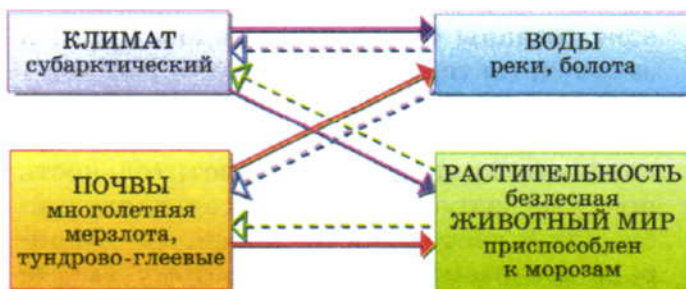 КЛИМАТ
субарктический
ВОДЫ
реки, болота
ПОЧВЫ
многолетняя
мерзлота,
тундрово-глеевые
РАСТИТЕЛЬНОСТЬ
безлесная
ЖИВОТНЫЙ МИР
приспособлен
к морозам